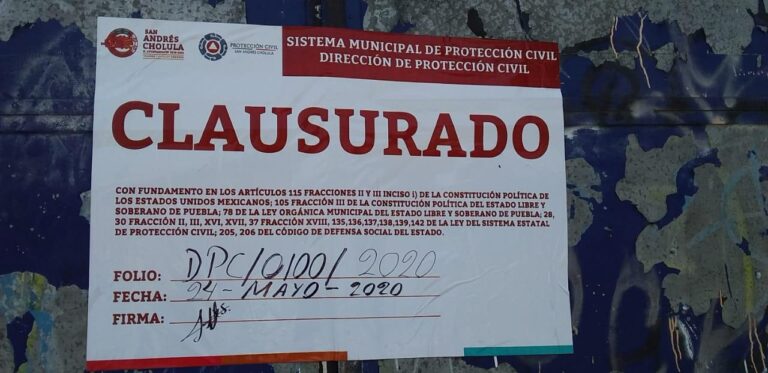 SAN
ANDRÉS
CHOLULA
PROTECCIÓN CIVIL
SAN ANDRÉS CHOLULA
SISTEMA MUNICIPAL DE PROTECCIÓN CIVIL
DIRECCIÓN DE PROTECCIÓN CIVIL
CLAUSURADO
CON FUNDAMENTO EN LOS ARTÍCULOS 115 FRACCIONES II Y III INCISO i) DE LA CONSTITUCIÓN POLÍTICA DE
LOS ESTADOS UNIDOS MEXICANOS; 105 FRACCIÓN III DE LA CONSTITUCIÓN POLÍTICA DEL ESTADO LIBRE Y
SOBERANO DE PUEBLA; 78 DE LA LEY ORGÁNICA MUNICIPAL DEL ESTADO LIBRE Y SOBERANO DE PUEBLA; 28,
30 FRACCIÓN II, III, XVI, XVII, 37 FRACCIÓN XVIII, 135,136,137,138,139,142 DE LA LEY DEL SISTEMA ESTATAL
DE PROTECCIÓN CIVIL; 205, 206 DEL CÓDIGO DE DEFENSA SOCIAL DEL ESTADO.
FOLIO: DPC/0100/2020
FECHA: 24-MAYO-2020
FIRMA: